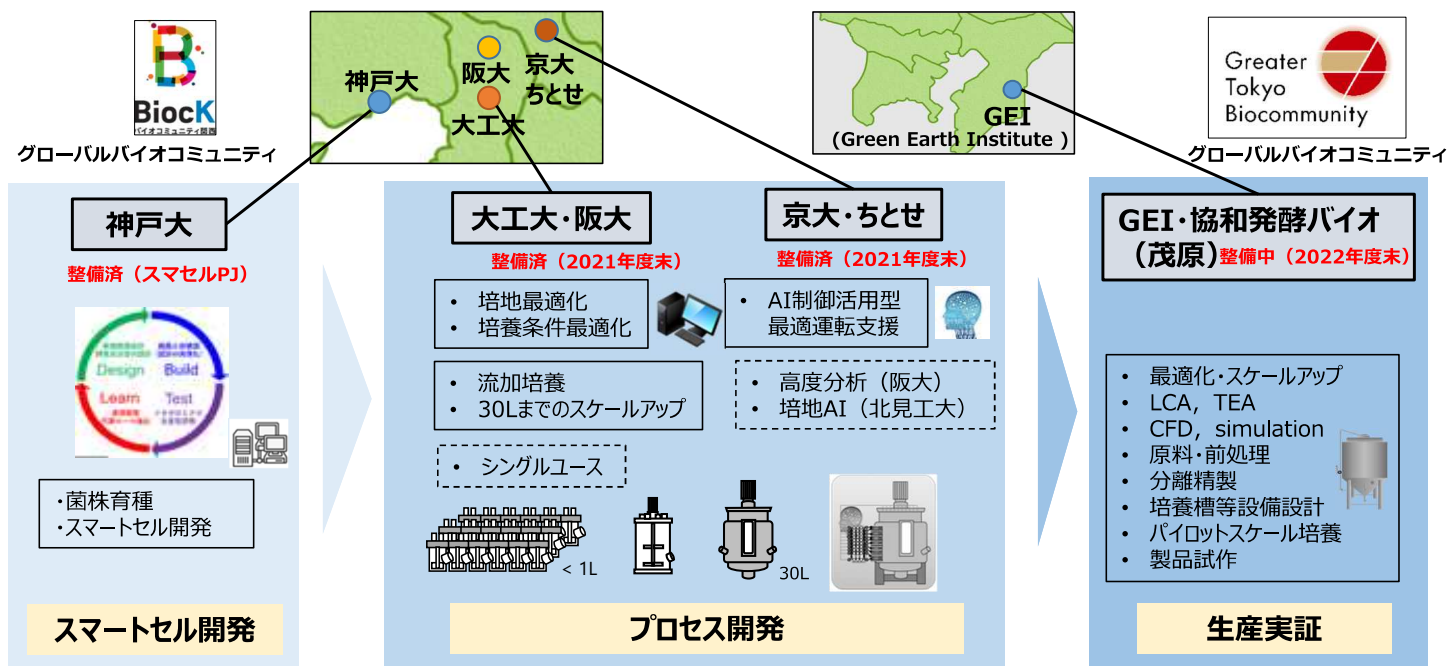 BiocK
バイオコミュニティ関西
グローバルバイオコミュニティ
神戸大
阪大
京大
ちとせ
大工大
GEI
(Green Earth Institute )
Greater
Tokyo
Biocommunity
グローバルバイオコミュニティ
神戸大
整備済（スマセルPJ）
Design
Build
Learn
Test
・菌株育種
・スマートセル開発
スマートセル開発
大工大・阪大
整備済（2021年度末）
• 培地最適化
• 培養条件最適化
• 流加培養
• 30Lまでのスケールアップ
• シングルユース
京大・ちとせ
整備済（2021年度末）
• AI制御活用型
最適運転支援
• 高度分析（阪大）
• 培地AI（北見工大）
< 1L
30L
プロセス開発
GEI・協和発酵バイオ
（茂原）整備中（2022年度末）
• 最適化・スケールアップ
• LCA，TEA
• CFD，simulation
• 原料・前処理
• 分離精製
• 培養槽等設備設計
• パイロットスケール培養
• 製品試作
生産実証